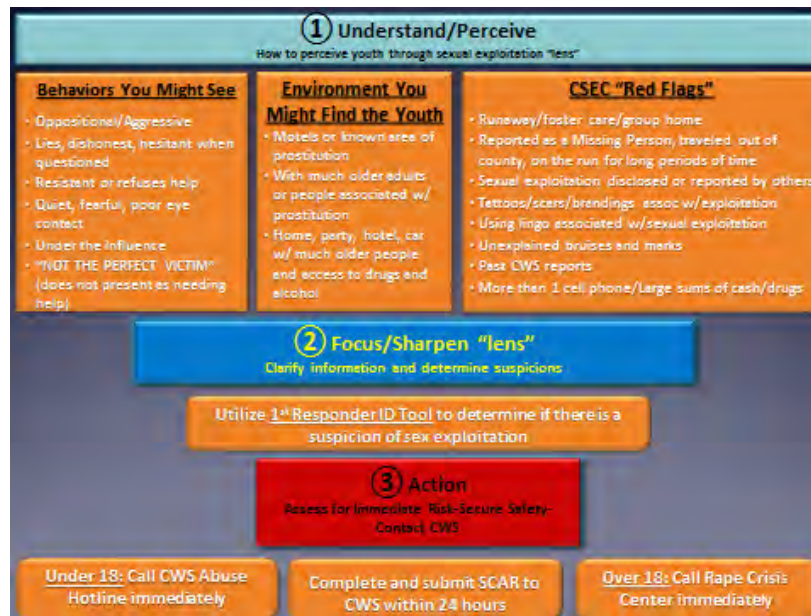 ① Understand/Perceive
How to perceive youth through sexual exploitation "lens"
Behaviors You Might See
• Oppositional/Aggressive
• Lies, dishonest, hesitant when
questioned
• Resistant or refuses help
• Quiet, fearful, poor eye
contact
• Under the Influence
• "NOT THE PERFECT VICTIM"
(does not present as needing
help)
Environment You
Might Find the Youth
• Motels or known area of
prostitution
• With much older adults
or people associated w/
prostitution
• Home, party, hotel, car
w/ much older people
and access to drugs and
alcohol
CSEC "Red Flags"
• Runaway/foster care/group home
• Reported as a Missing Person, traveled out of
county, on the run for long periods of time
• Sexual exploitation disclosed or reported by others
• Tattoos/scars/brandings assoc w/exploitation
• Using lingo associated w/sexual exploitation
• Unexplained bruises and marks
• Past CWS reports
• More than 1 cell phone/Large sums of cash/drugs
② Focus/Sharpen "lens"
Clarify information and determine suspicions
Utilize 1st Responder ID Tool to determine if there is a
suspicion of sex exploitation
③ Action
Assess for Immediate Risk-Secure Safety-
Contact CWS
Under 18: Call CWS Abuse
Hotline immediately
Complete and submit SCAR to
CWS within 24 hours
Over 18: Call Rape Crisis
Center immediately